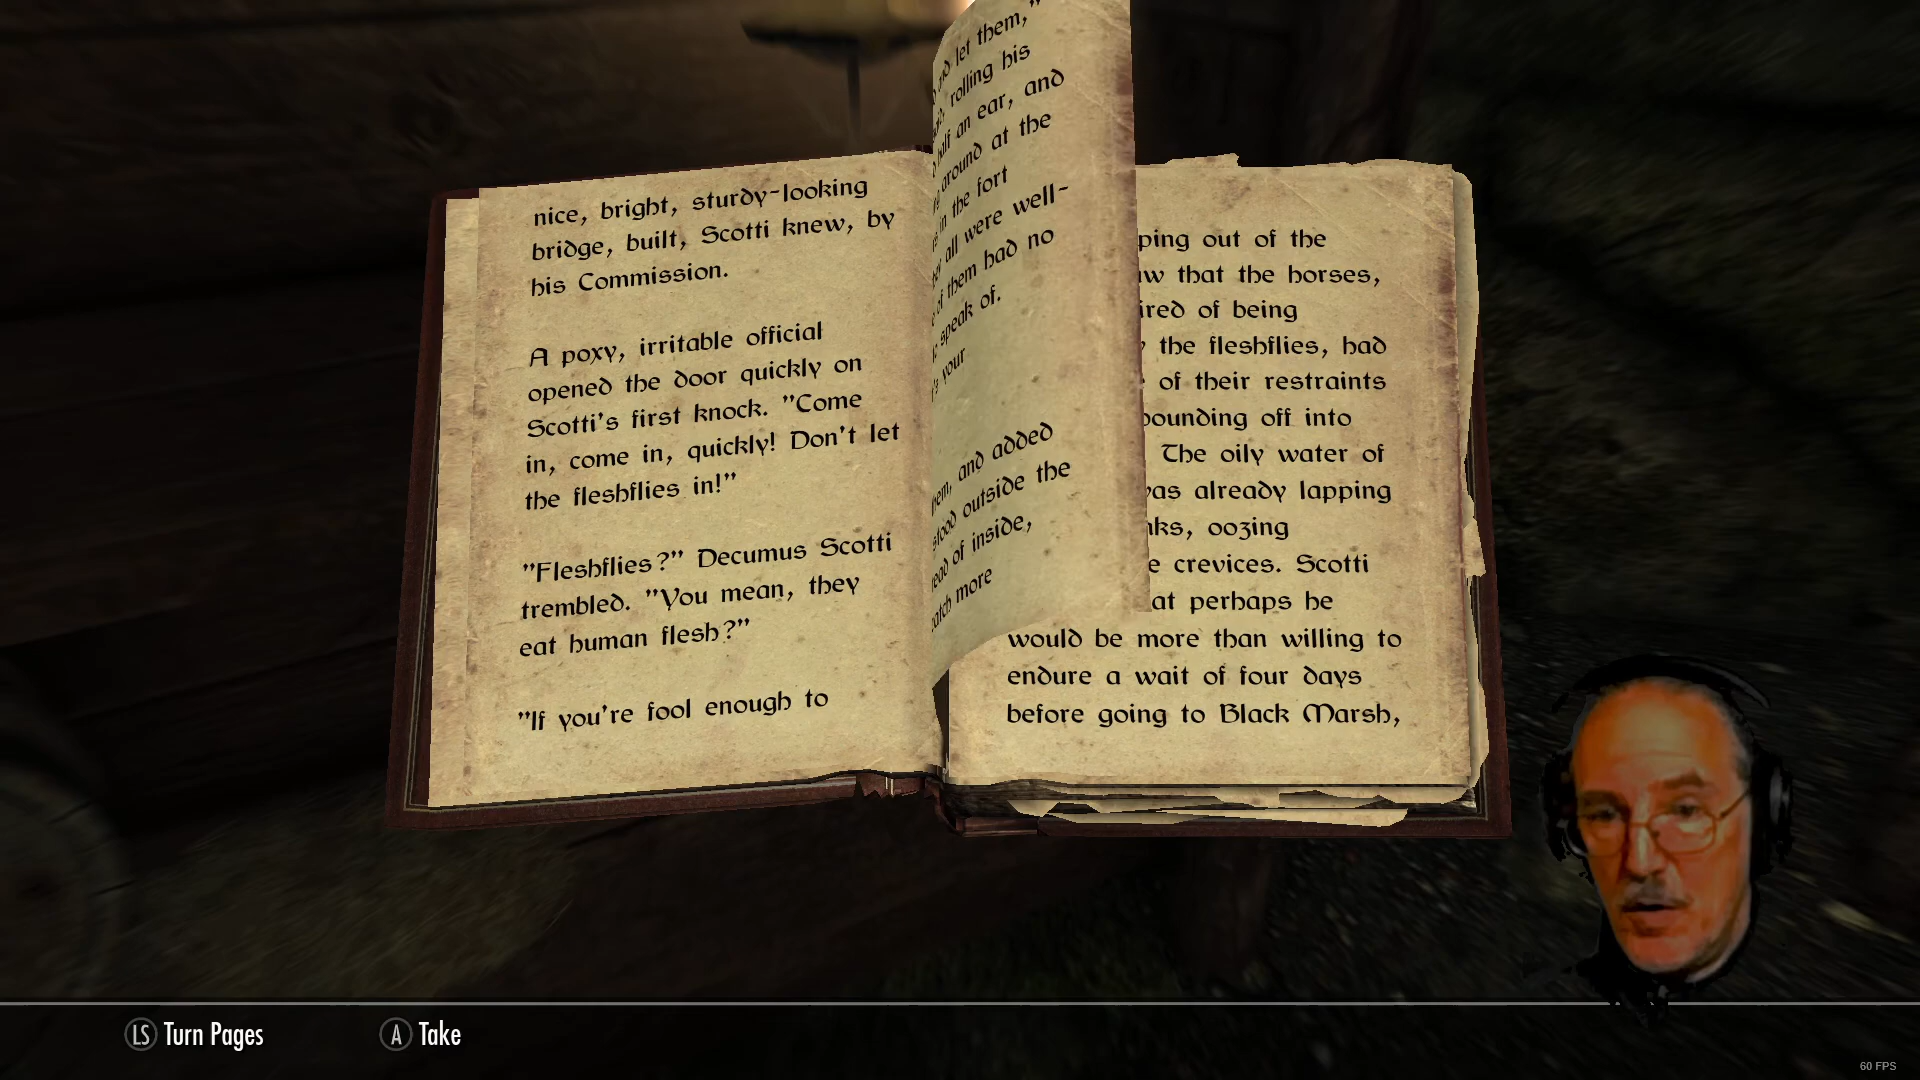 nice, bright, sturdy-looking
bridge, built, Scotti knew, by
his Commission.
A poxy, irritable official
opened the door quickly on
Scotti's first knock. "Come
in, come in, quickly! Don't let
the fleshflies in!"
"Fleshflies?" Decumus Scotti
trembled. "You mean, they
eat human flesh?"
"If you're fool enough to
let them,"
rolling his
half an ear, and
around at the
in the fort
all were well-
of them had no
speak of.
your
and added
stood outside the
of inside,
more
ping out of the
that the horses,
of being
the fleshflies, had
of their restraints
bounding off into
The oily water of
was already lapping
oozing
crevices. Scotti
at perhaps he
would be more than willing to
endure a wait of four days
before going to Black Marsh,
LS Turn Pages
A Take
60 FPS